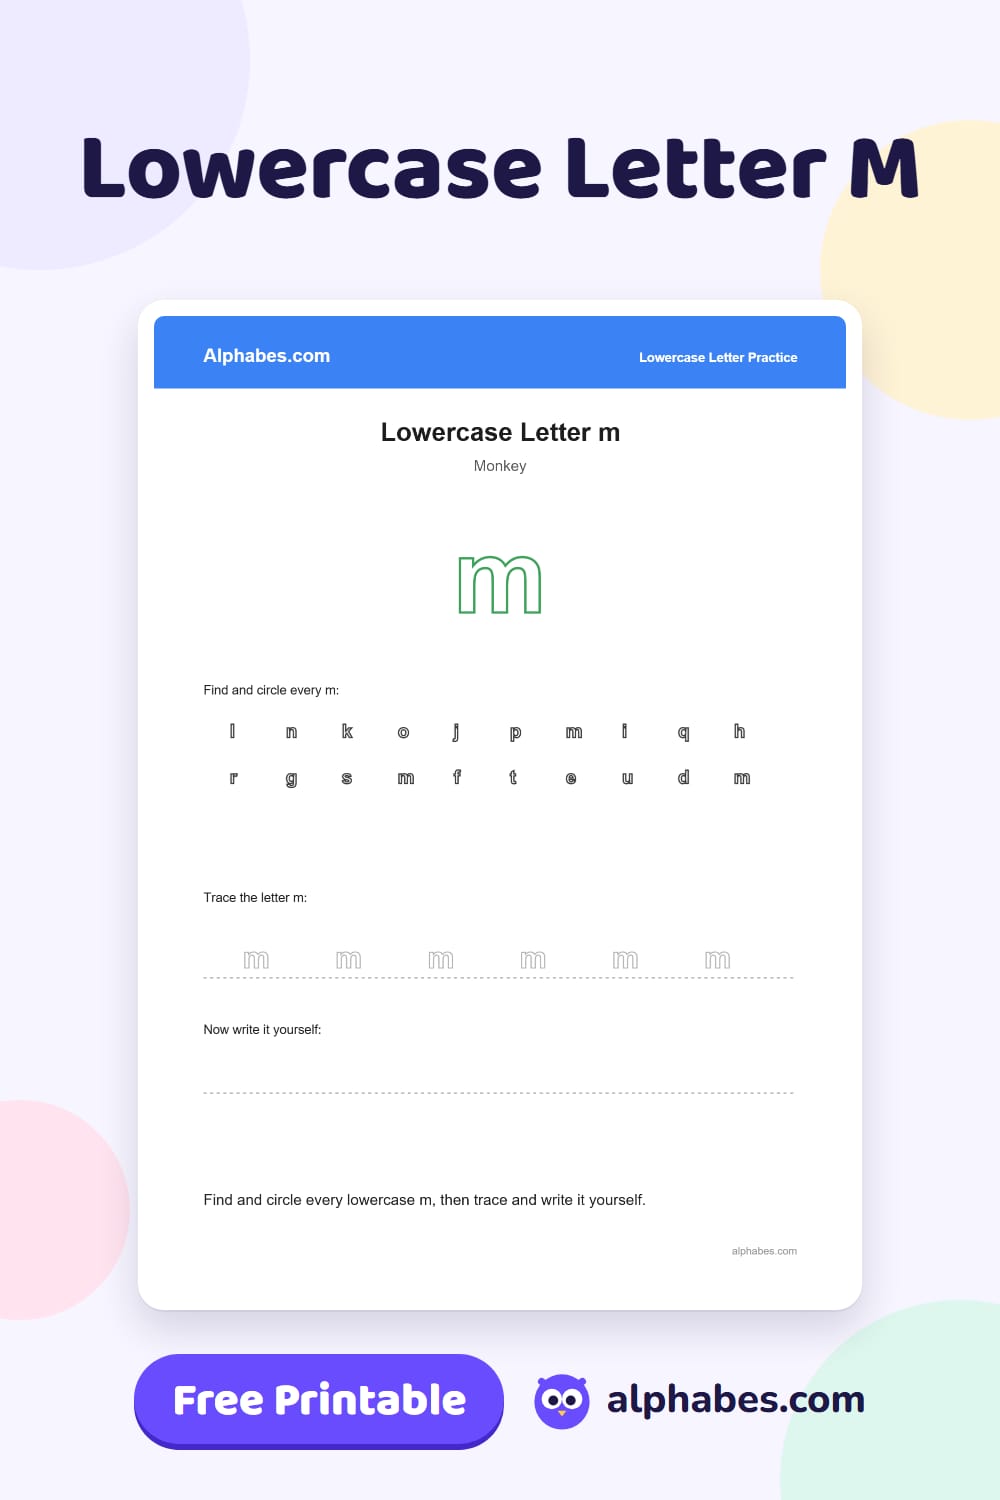 Lowercase Letter M
Alphabes.com
Lowercase Letter Practice
Lowercase Letter m
Monkey
m
Find and circle every m:
l n k o j p m i q h
r g s m f t e u d m
Trace the letter m:
m m m m m m
Now write it yourself:
Find and circle every lowercase m, then trace and write it yourself.
alphabes.com
Free Printable
alphabes.com